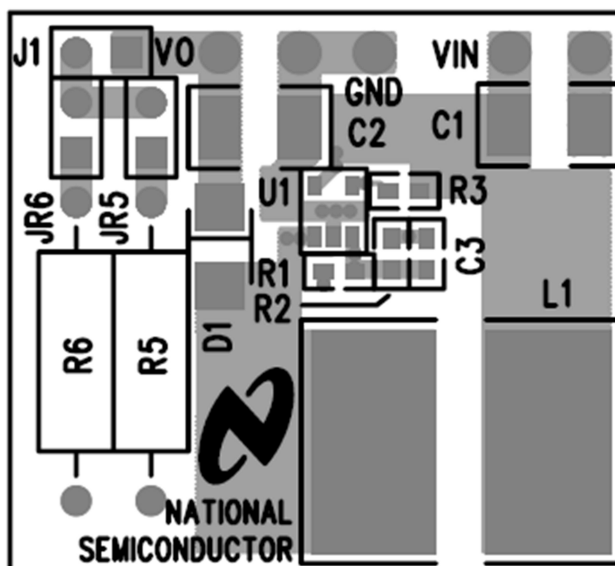 J1 VO VIN
GND
C2 C1
U1 R3
JR6 JR5
C3
R1
R2
L1
D1
R6 R5
NATIONAL
SEMICONDUCTOR